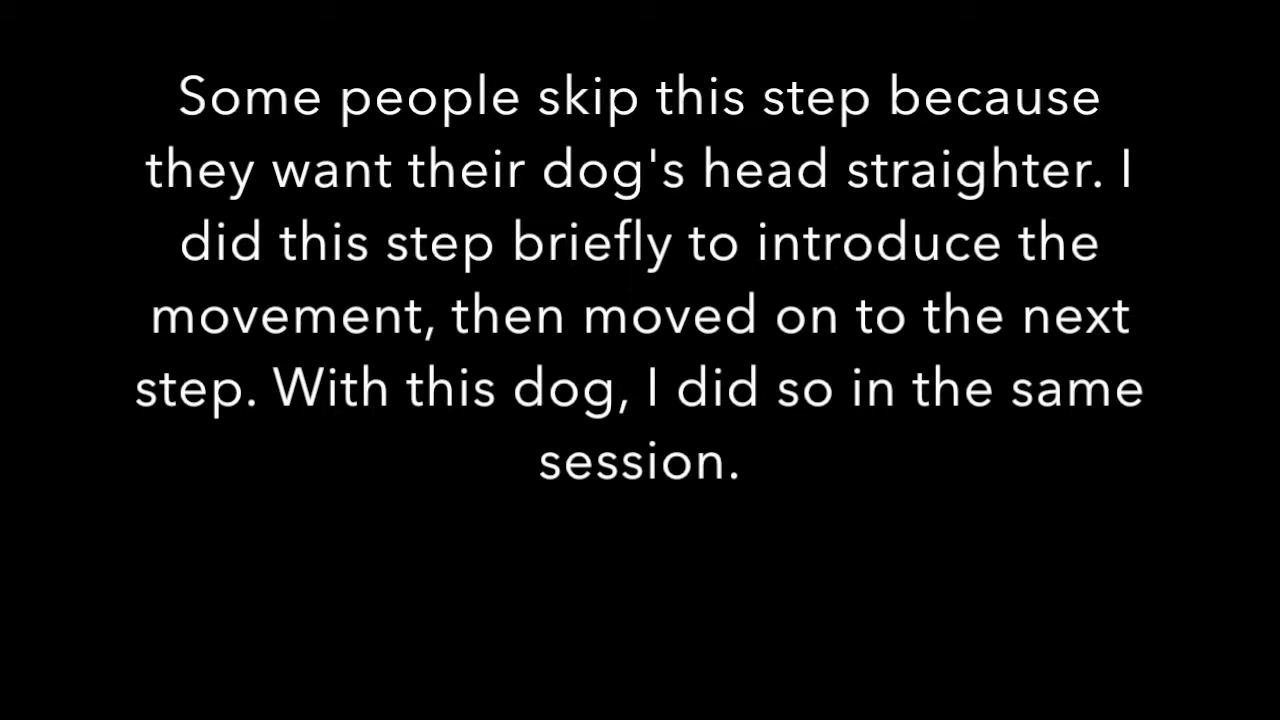 Some people skip this step because
they want their dog's head straighter. I
did this step briefly to introduce the
movement, then moved on to the next
step. With this dog, I did so in the same
session.